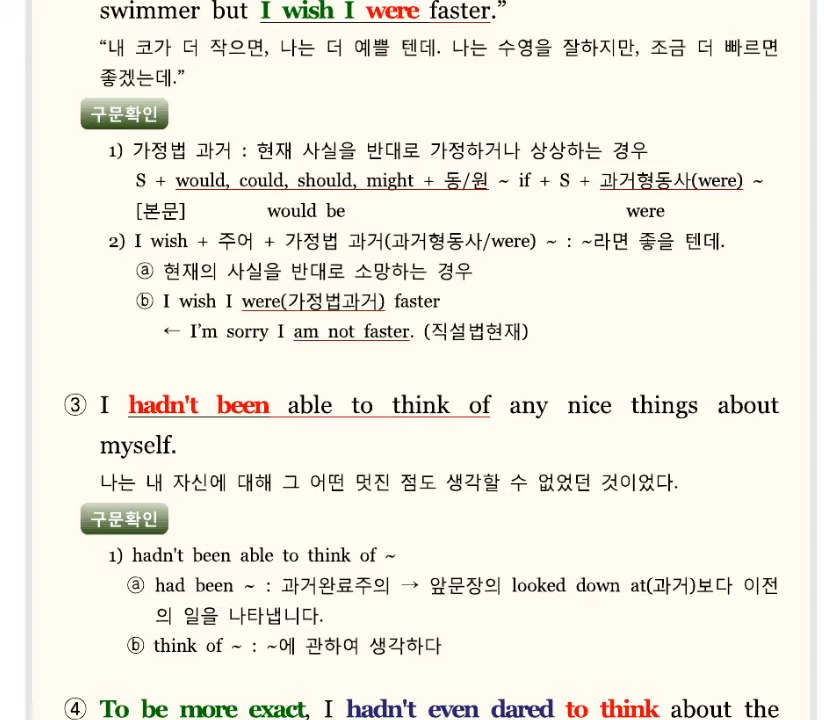 swimmer but I wish I were faster.”
“내 코가 더 작으면, 나는 더 예쁠 텐데. 나는 수영을 잘하지만, 조금 더 빠르면
좋겠는데.”
구문확인
1) 가정법 과거 : 현재 사실을 반대로 가정하거나 상상하는 경우
S + would, could, should, might + 동/원 ~ if + S + 과거형동사(were) ~
[본문] would be were
2) I wish + 주어 + 가정법 과거(과거형동사/were) ~ : ~라면 좋을 텐데.
ⓐ 현재의 사실을 반대로 소망하는 경우
ⓑ I wish I were(가정법과거) faster
← I’m sorry I am not faster. (직설법현재)
③ I hadn't been able to think of any nice things about
myself.
나는 내 자신에 대해 그 어떤 멋진 점도 생각할 수 없었던 것이었다.
구문확인
1) hadn't been able to think of ~
ⓐ had been ~ : 과거완료주의 → 앞문장의 looked down at(과거)보다 이전
의 일을 나타냅니다.
ⓑ think of ~ : ~에 관하여 생각하다
④ To be more exact, I hadn't even dared to think about the